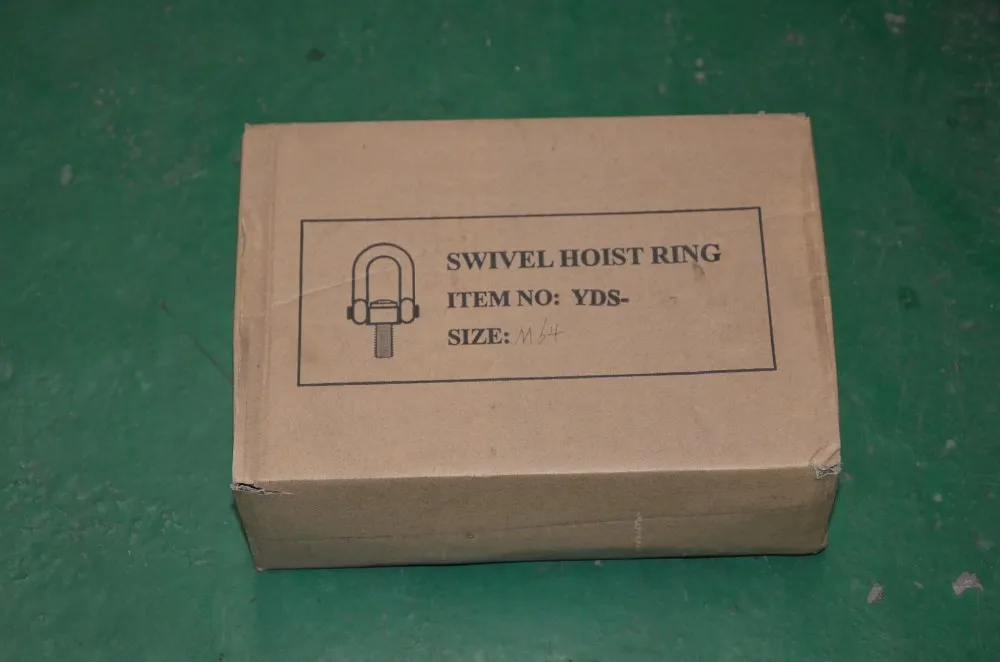 SWIVEL HOIST RING
ITEM NO: YDS-
SIZE: M64